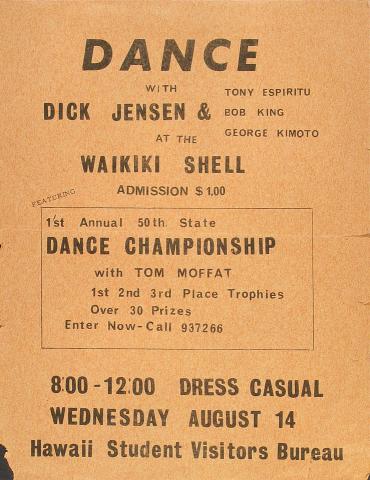 DANCE
WITH
DICK JENSEN &
TONY ESPIRITU
BOB KING
GEORGE KIMOTO
AT THE
WAIKIKI SHELL
ADMISSION $1.00
FEATURING
1st Annual 50th State
DANCE CHAMPIONSHIP
with TOM MOFFAT
1st 2nd 3rd Place Trophies
Over 30 Prizes
Enter Now-Call 937266
8:00-12:00 DRESS CASUAL
WEDNESDAY AUGUST 14
Hawaii Student Visitors Bureau